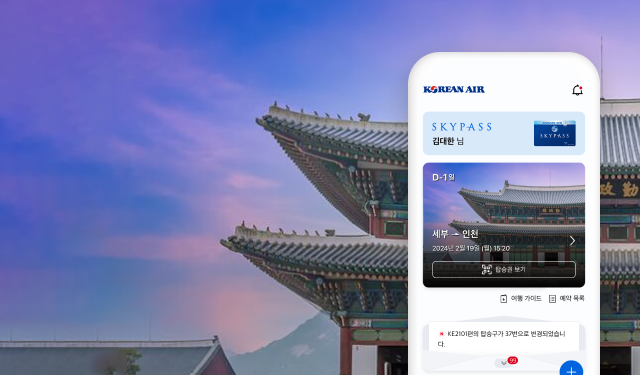 KOREAN AIR
SKYPASS
김대한 님
SKYPASS
D-1일
세부 → 인천
2024년 2월 19일 (월) 15:20
탑승권 보기
여행 가이드
예약 목록
KE2101편의 탑승구가 37번으로 변경되었습니
다.
99
勤政